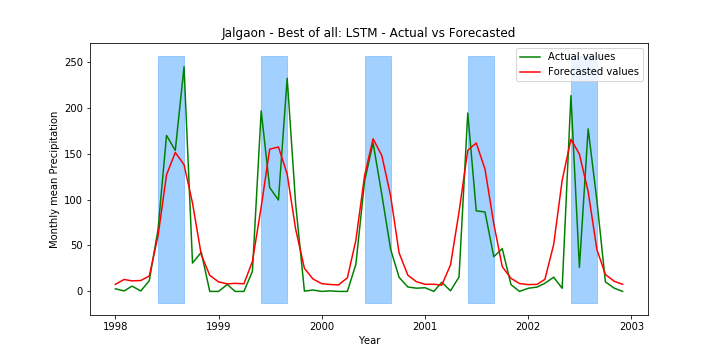 Jalgaon - Best of all: LSTM - Actual vs Forecasted
Actual values
Forecasted values
Monthly mean Precipitation
250
200
150
100
50
0
1998
1999
2000
2001
2002
2003
Year